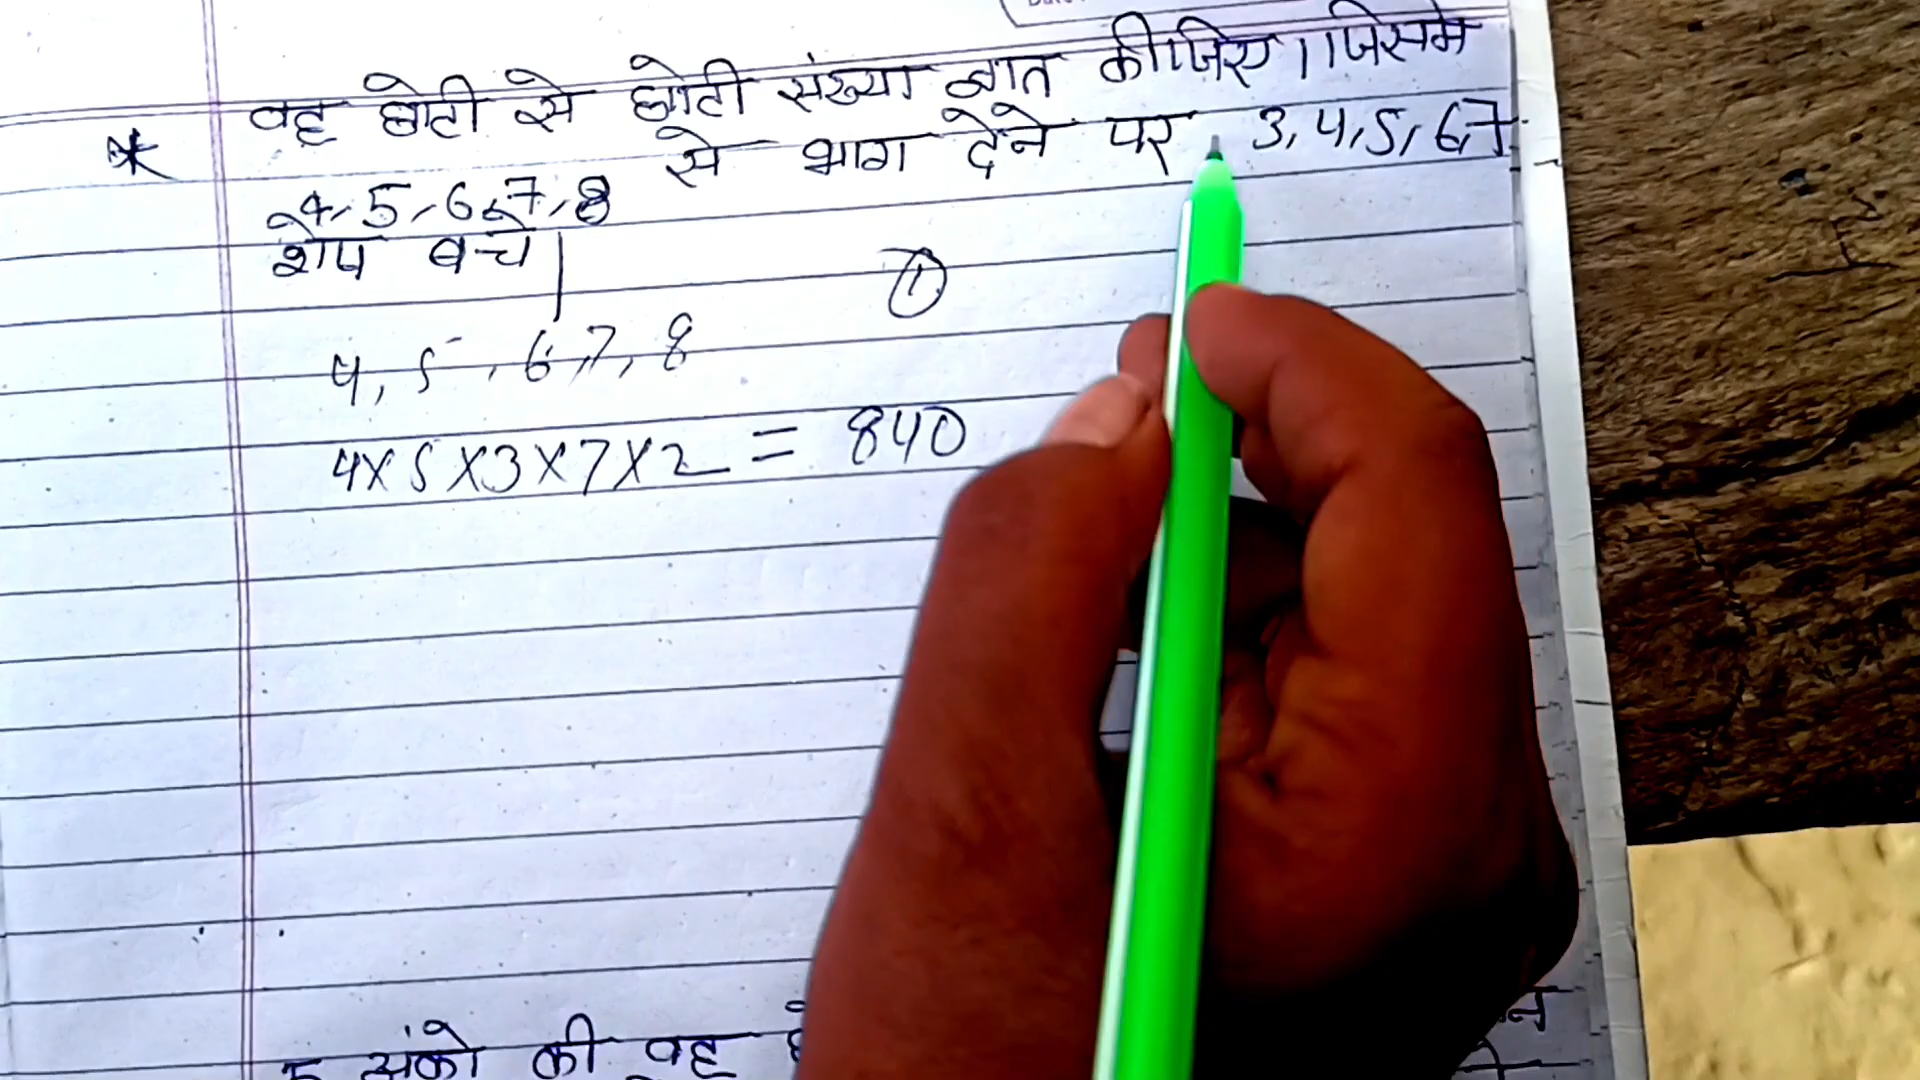 वह छोटी से छोटी संख्या ज्ञात कीजिए। जिसमे
* 4, 5, 6, 7, 8 से भाग देने पर 3, 4, 5, 6, 7
शेष बचे|
①
4, 5, 6, 7, 8
4×5×3×7×2 = 840
अंको की वह